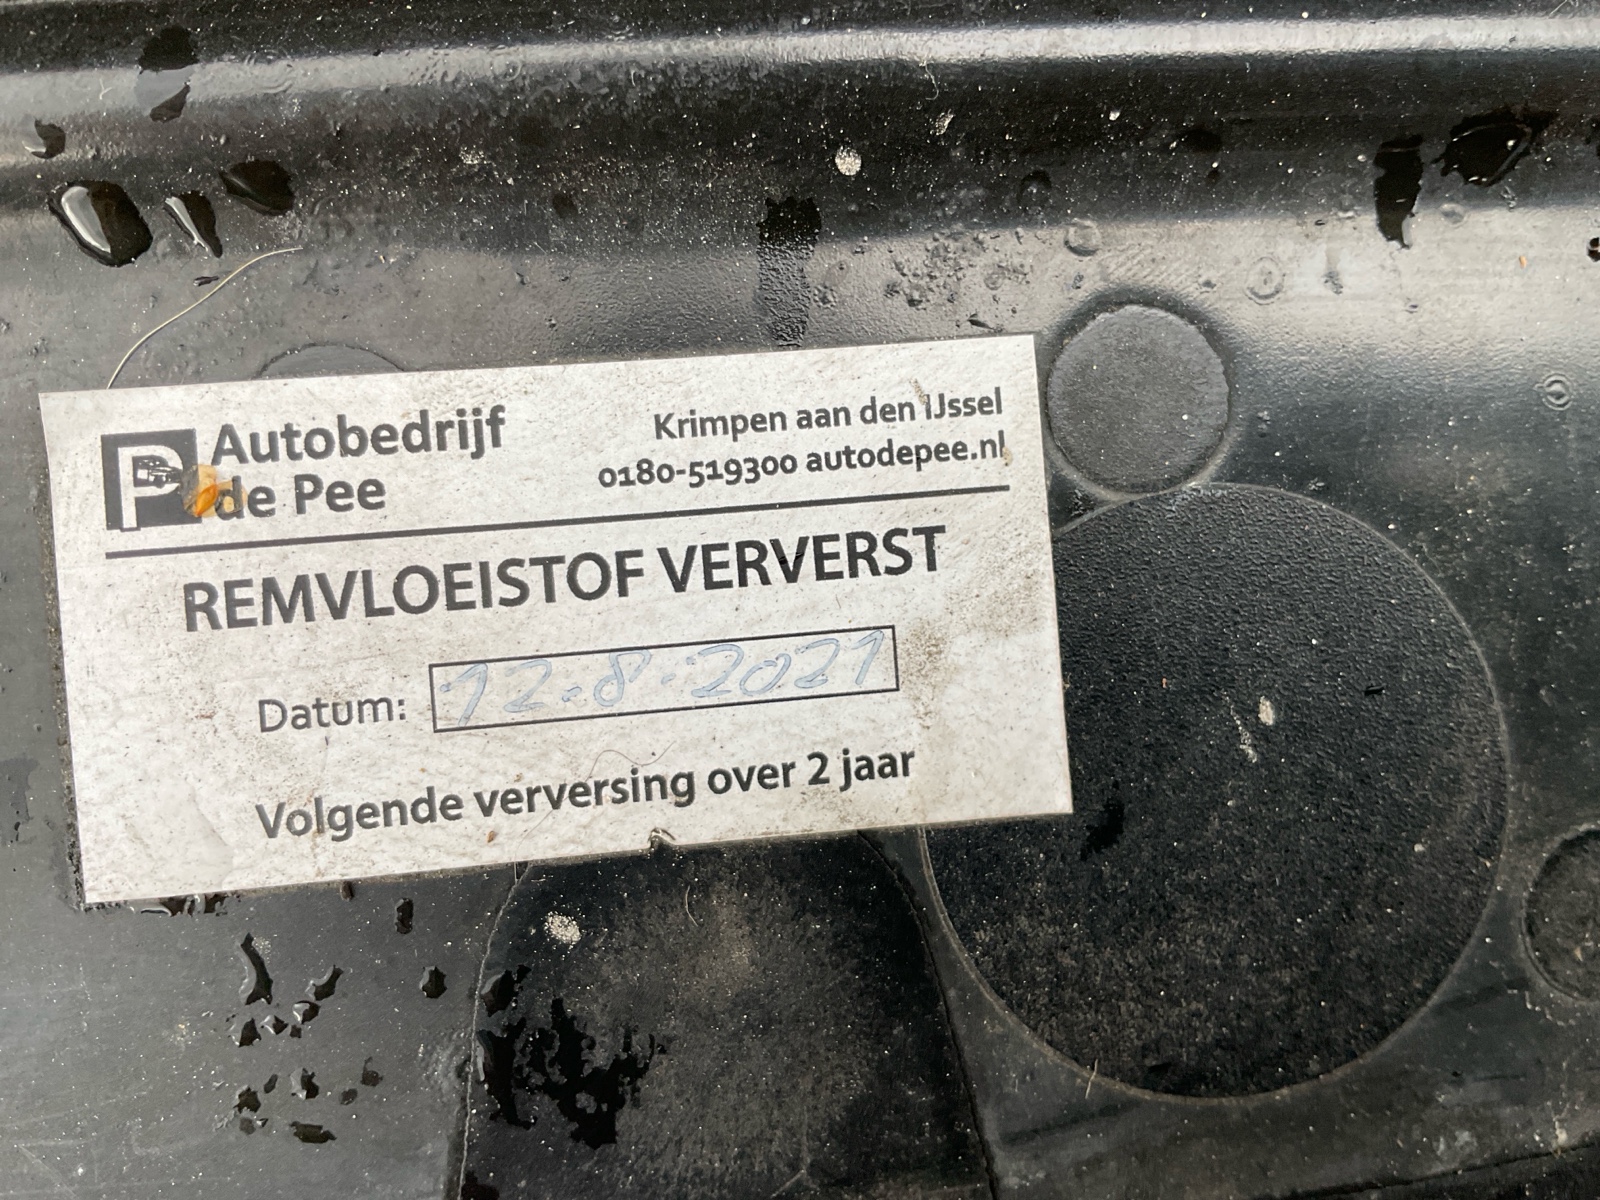 Autobedrijf
de Pee
Krimpen aan den IJssel
0180-519300 autodepee.nl
REMVLOEISTOF VERVERST
Datum: 12-8-2021
Volgende verversing over 2 jaar